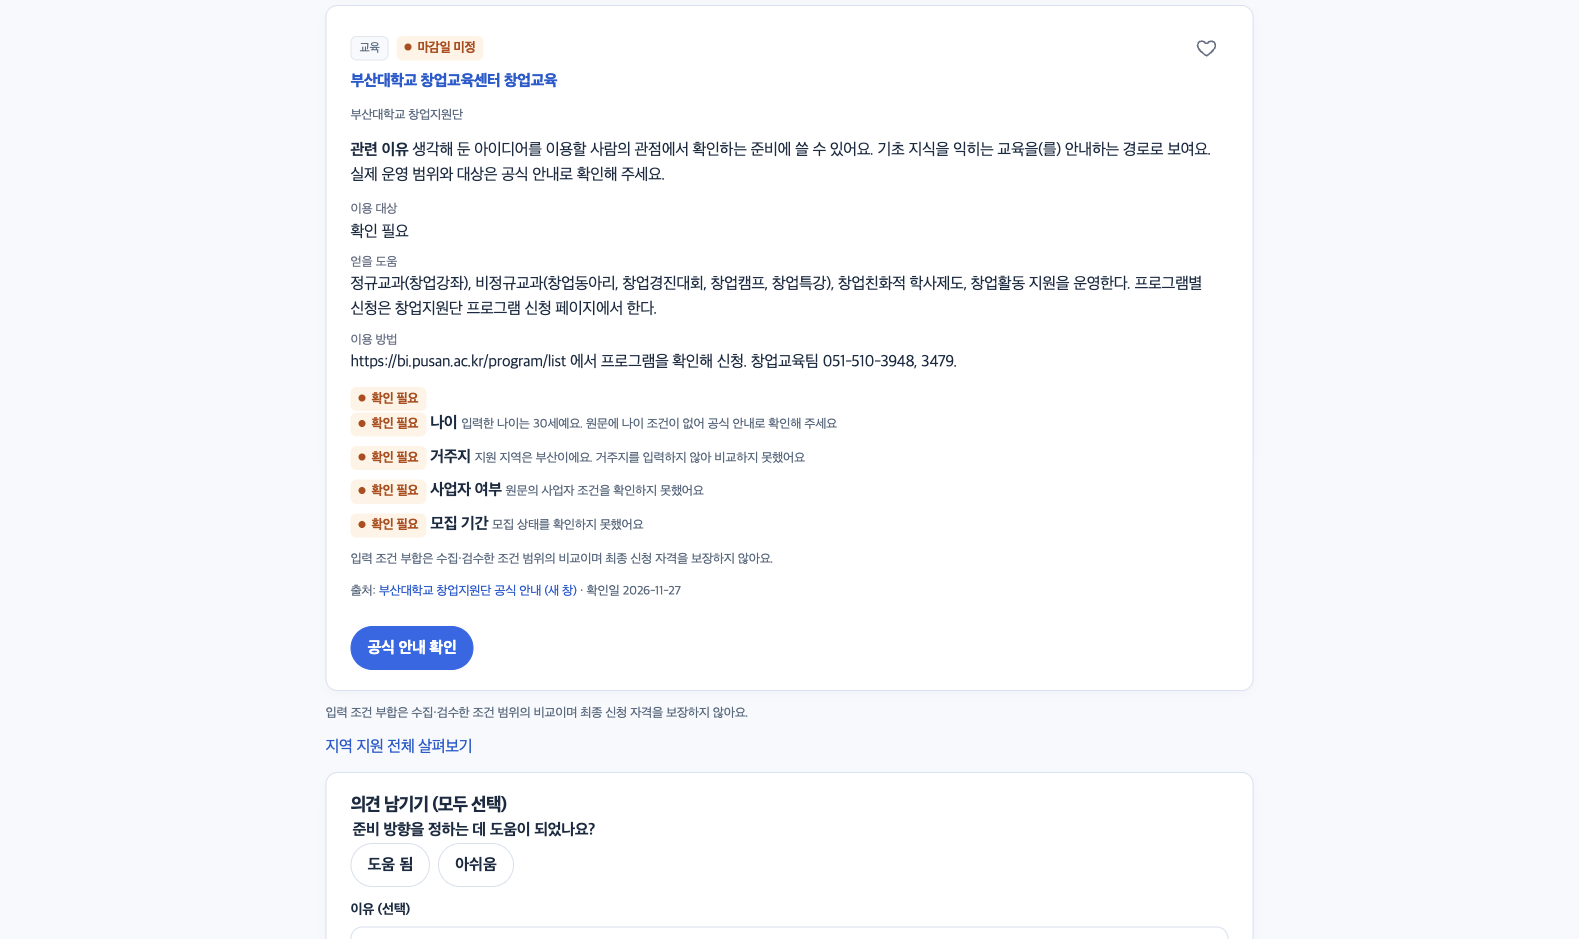 교육 마감일 미정
부산대학교 창업교육센터 창업교육
부산대학교 창업지원단
관련 이유 생각해 둔 아이디어를 이용할 사람의 관점에서 확인하는 준비에 쓸 수 있어요. 기초 지식을 익히는 교육을(를) 안내하는 경로로 보여요.
실제 운영 범위와 대상은 공식 안내로 확인해 주세요.
이용 대상
확인 필요
얻을 도움
정규교과(창업강좌), 비정규교과(창업동아리, 창업경진대회, 창업캠프, 창업특강), 창업친화적 학사제도, 창업활동 지원을 운영한다. 프로그램별
신청은 창업지원단 프로그램 신청 페이지에서 한다.
이용 방법
https://bi.pusan.ac.kr/program/list 에서 프로그램을 확인해 신청. 창업교육팀 051-510-3948, 3479.
확인 필요
확인 필요 나이 입력한 나이는 30세예요. 원문에 나이 조건이 없어 공식 안내로 확인해 주세요
확인 필요 거주지 지원 지역은 부산이에요. 거주지를 입력하지 않아 비교하지 못했어요
확인 필요 사업자 여부 원문의 사업자 조건을 확인하지 못했어요
확인 필요 모집 기간 모집 상태를 확인하지 못했어요
입력 조건 부합은 수집·검수한 조건 범위의 비교이며 최종 신청 자격을 보장하지 않아요.
출처: 부산대학교 창업지원단 공식 안내 (새 창) · 확인일 2026-11-27
공식 안내 확인
입력 조건 부합은 수집·검수한 조건 범위의 비교이며 최종 신청 자격을 보장하지 않아요.
지역 지원 전체 살펴보기
의견 남기기 (모두 선택)
준비 방향을 정하는 데 도움이 되었나요?
도움 됨 아쉬움
이유 (선택)